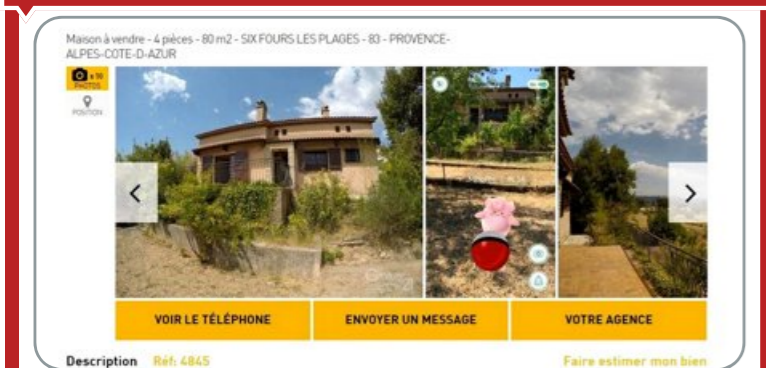 Maison à vendre - 4 pièces - 80 m2 - SIX FOURS LES PLAGES - 83 - PROVENCE-
ALPES-COTE-D-AZUR
PHOTOS
POSITION
VOIR LE TÉLÉPHONE
ENVOYER UN MESSAGE
VOTRE AGENCE
Description Réf: 4845
Faire estimer mon bien